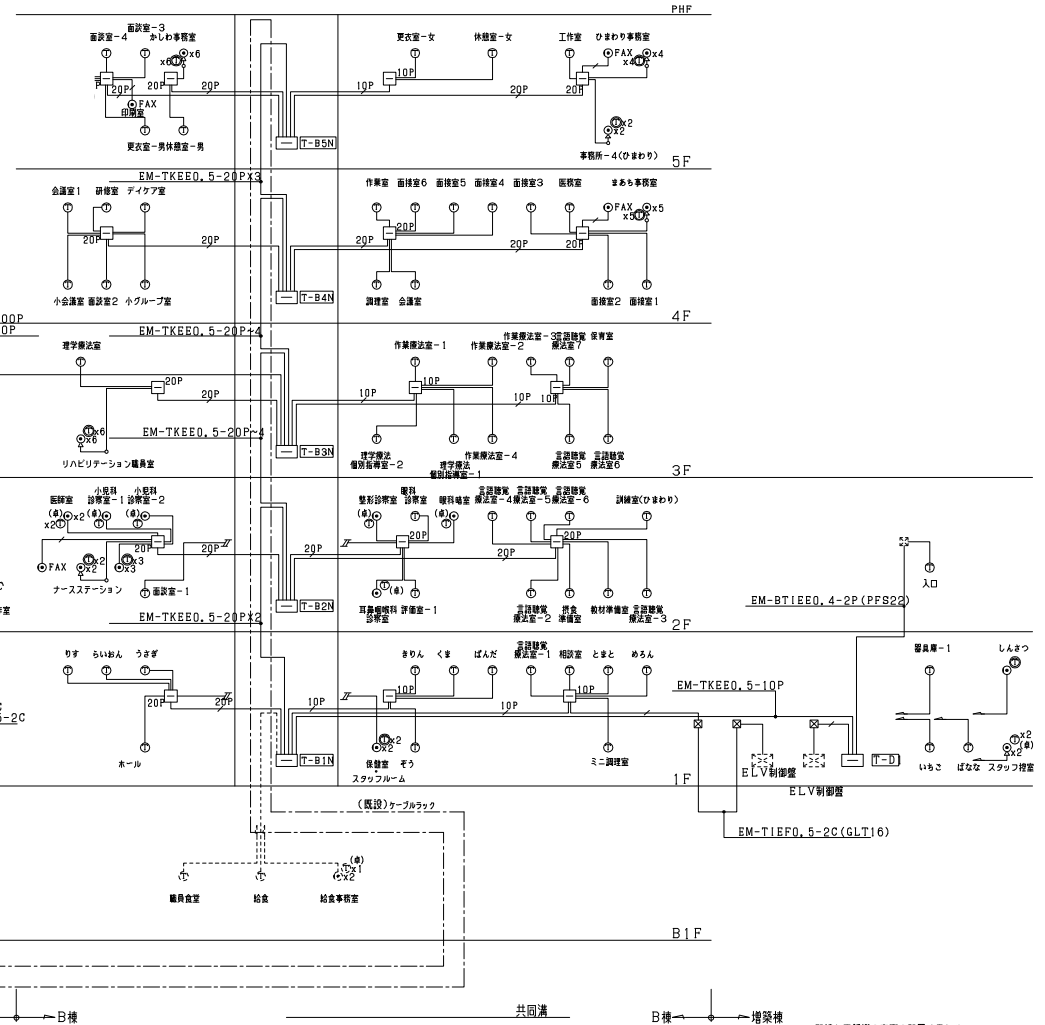 PHF
面談室-3
面談室-4 かしわ事務室
更衣室-女 休憩室-女 工作室 ひまわり事務室
x6 FAX x4
x6 x4
10P
20P 20P 20P 10P 20P 20P
FAX
印刷室
x2
x2
T-B5N
更衣室-男 休憩室-男
事務所-4(ひまわり)
5F
EM-TKEE0.5-20PX3
会議室1 研修室 デイケア室
作業室 面接室6 面接室5 面接室4 面接室3 医務室 まあち事務室
FAX x5
x5
20P
20P 20P 20P 20P 20P
T-B4N
小会議室 面談室2 小グループ室
調理室 会議室 面接室2 面接室1
4F
00P
0P
EM-TKEE0.5-20P~4
理学療法室
作業療法室-1 作業療法室-2 作業療法室-3 言語聴覚療法室7 保育室
20P 10P
20P 10P 10P 10P
x6
x6
EM-TKEE0.5-20P~4
T-B3N
リハビリテーション職員室
理学療法個別指導室-2 理学療法個別指導室-1 作業療法室-4 言語聴覚療法室5 言語聴覚療法室6
3F
医師室 小児科診察室-1 小児科診察室-2
整形診察室 眼科診察室 眼科暗室 言語聴覚療法室-4 言語聴覚療法室-5 言語聴覚療法室-6 訓練室(ひまわり)
(卓) x2 (卓) (卓) (卓) (卓)
x2
20P 20P 20P 20P 20P 20P
FAX x2 x2 x3 x3
ナースステーション 面談室-1
(卓)
T-B2N
耳鼻咽喉科診察室 評価室-1 言語聴覚療法室-2 摂食準備室 教材準備室 言語聴覚療法室-3
入口
EM-BTIEE0.4-2P(PFS22)
EM-TKEE0.5-20PX2
2F
りす らいおん うさぎ
きりん くま ぱんだ 言語聴覚療法室-1 相談室 とまと めろん
器具庫-1 しんさつ
EM-TKEE0.5-10P
20P 20P 10P 10P 10P 10P
5-2C
x2
x2
x2
(卓)
T-B1N
T-D
ホール
保健室 ぞう
スタッフルーム
ミニ調理室
ELV制御盤
ELV制御盤
いちご ばなな スタッフ控室
1F
(既設)ケーブルラック
EM-TIEF0.5-2C(GLT16)
(卓)
x1
x2
職員食堂 給食 給食事務室
B1F
B棟
共同溝
B棟 増築棟